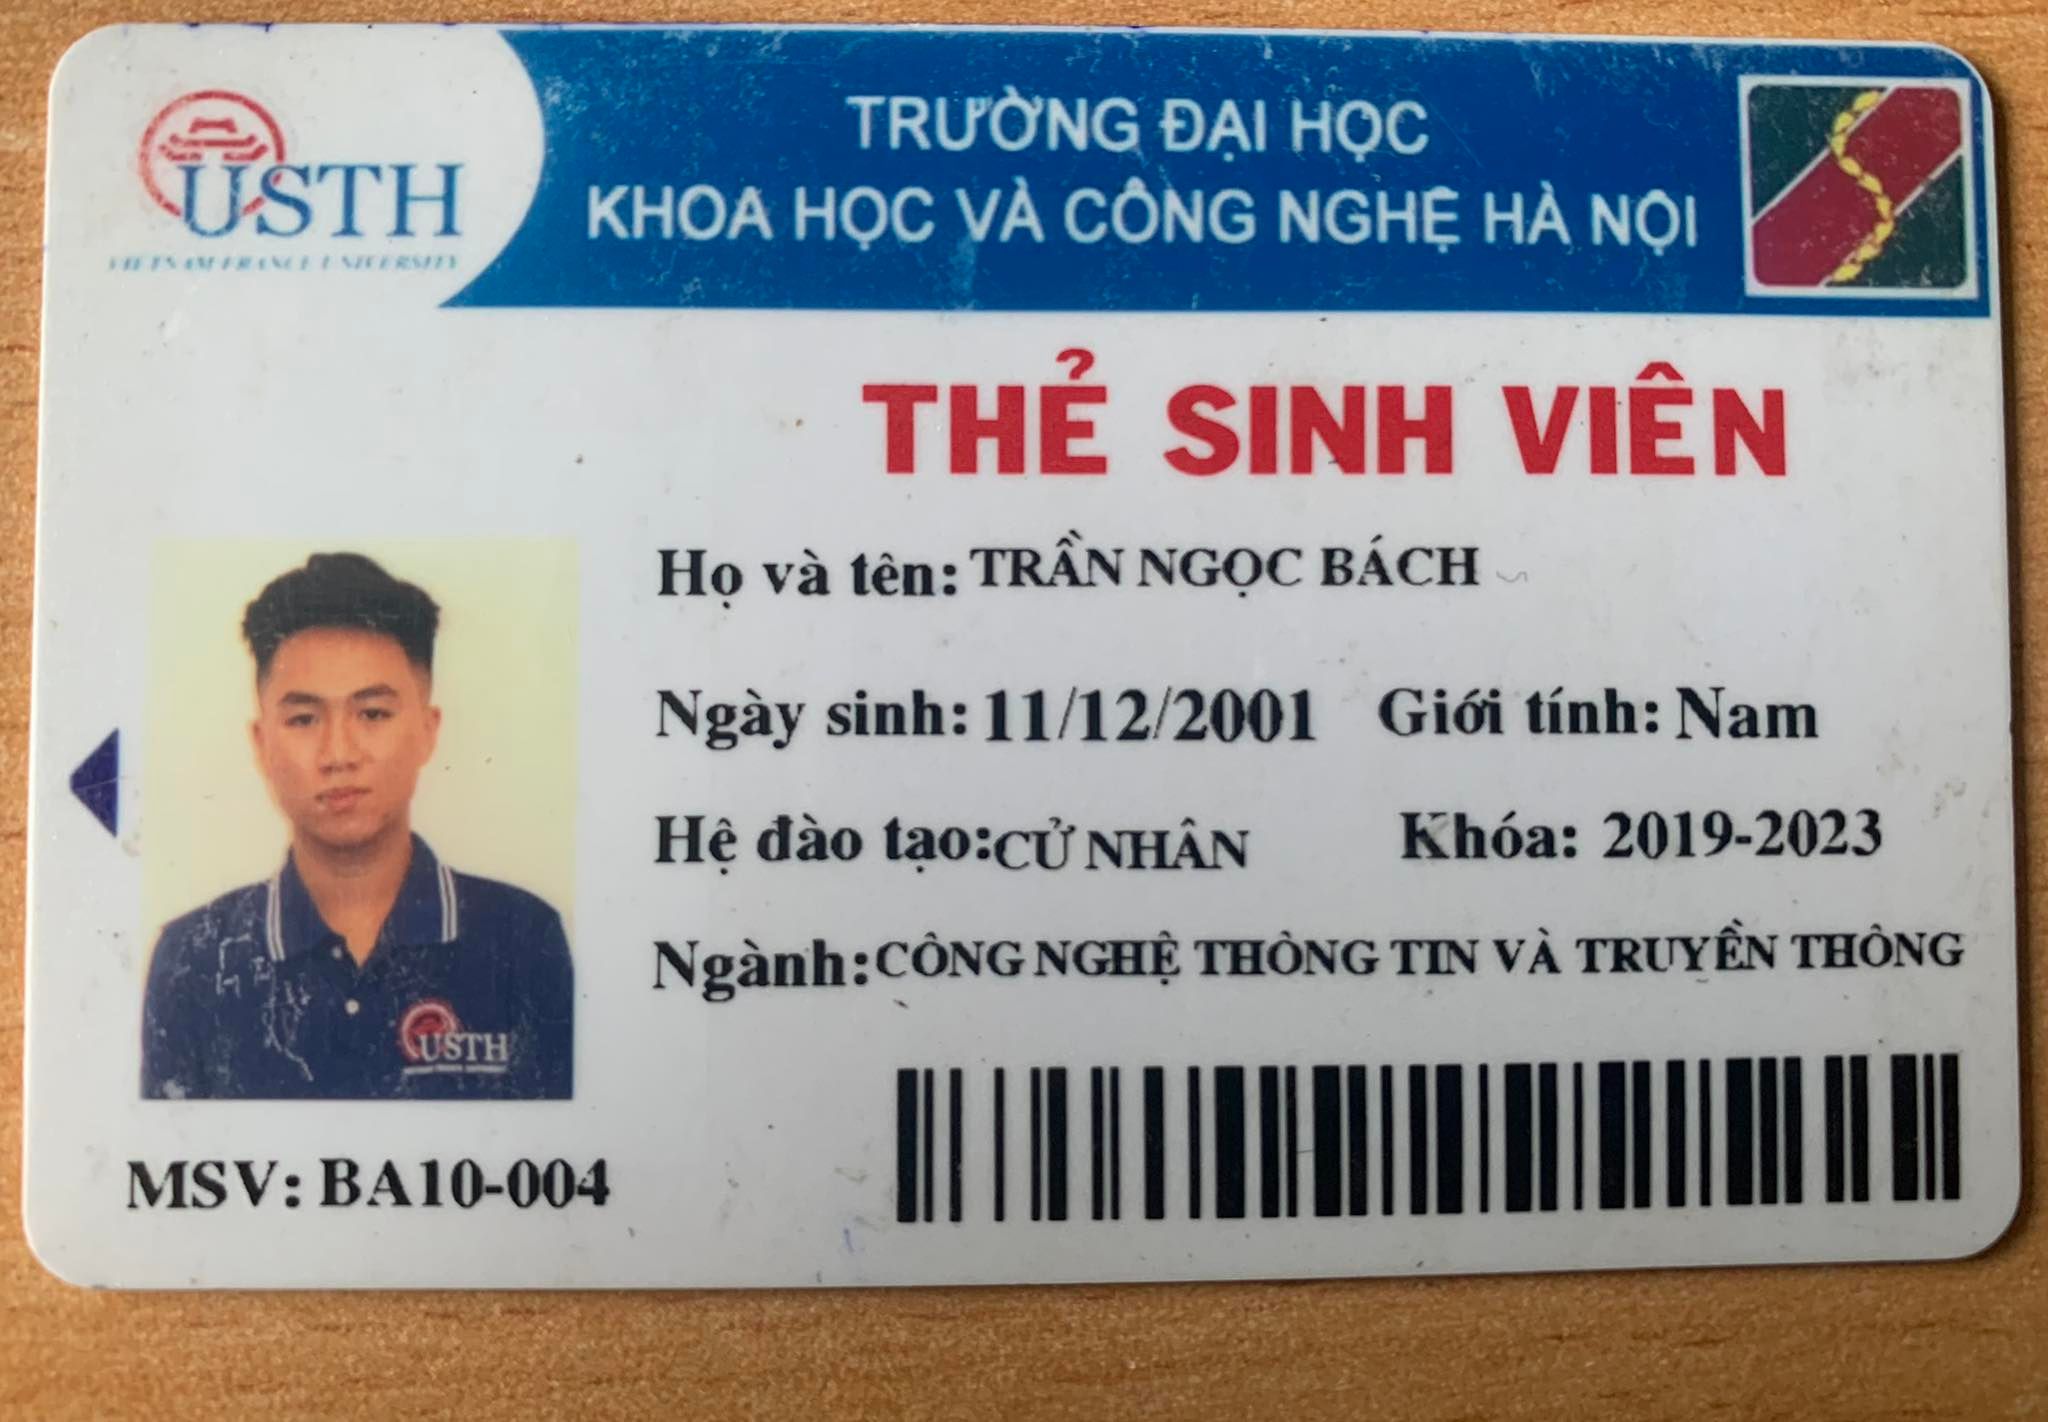 USTH
VIETNAM FRANCE UNIVERSITY
TRƯỜNG ĐẠI HỌC
KHOA HỌC VÀ CÔNG NGHỆ HÀ NỘI
THẺ SINH VIÊN
Họ và tên: TRẦN NGỌC BÁCH
Ngày sinh: 11/12/2001 Giới tính: Nam
Hệ đào tạo: CỬ NHÂN Khóa: 2019-2023
Ngành: CÔNG NGHỆ THÔNG TIN VÀ TRUYỀN THÔNG
USTH
MSV: BA10-004